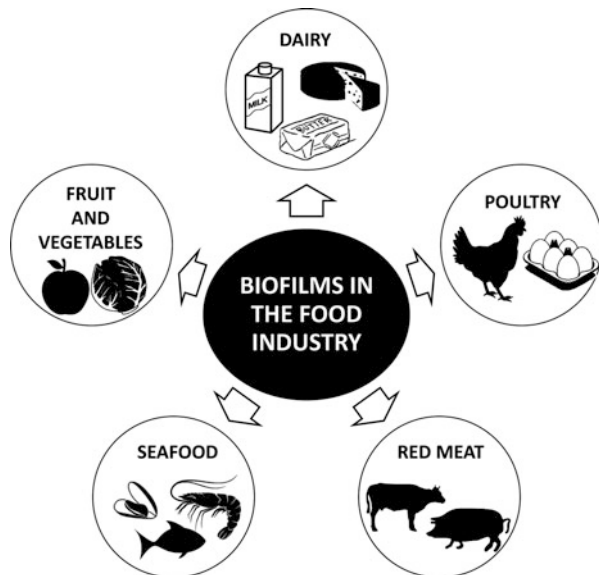 DAIRY
MILK
BUTTER
FRUIT
AND
VEGETABLES
POULTRY
BIOFILMS IN
THE FOOD
INDUSTRY
SEAFOOD
RED MEAT